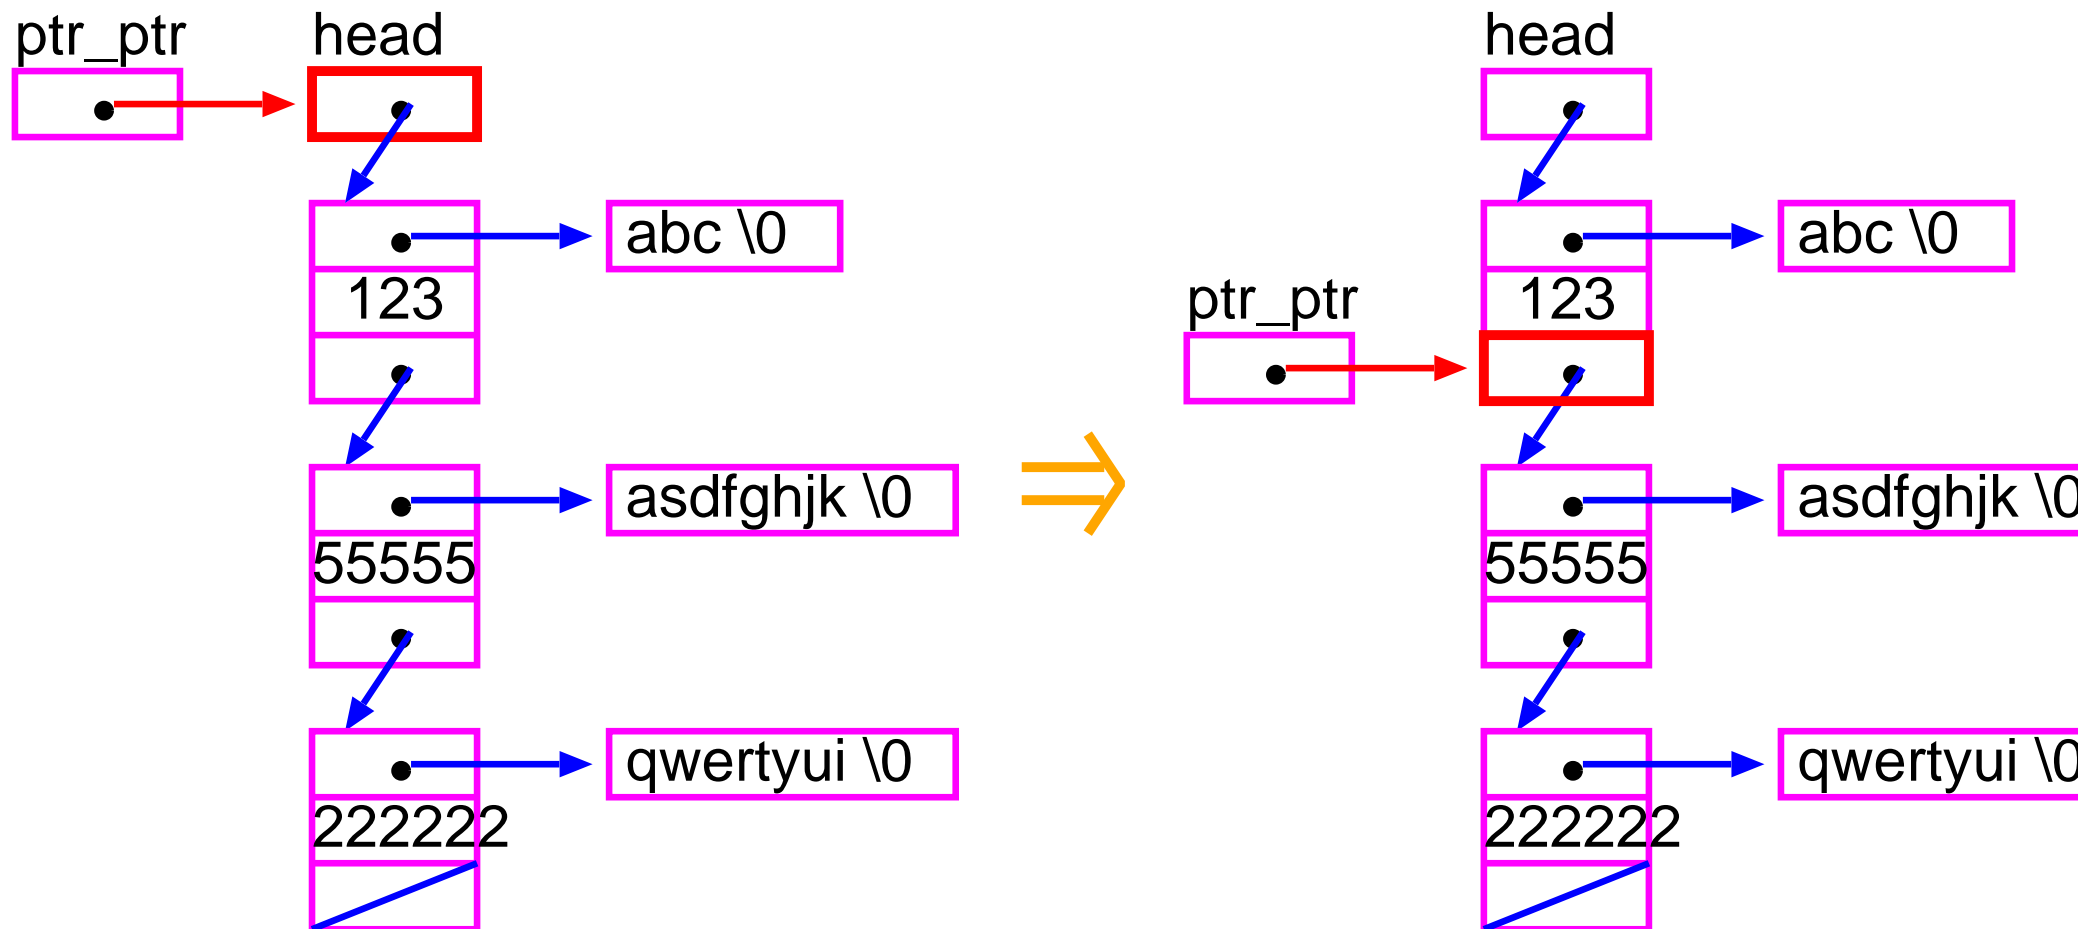 ptr_ptr head
abc \0
123
asdfghjk \0
55555
qwertyui \0
222222
head
abc \0
123
ptr_ptr
asdfghjk \0
55555
qwertyui \0
222222